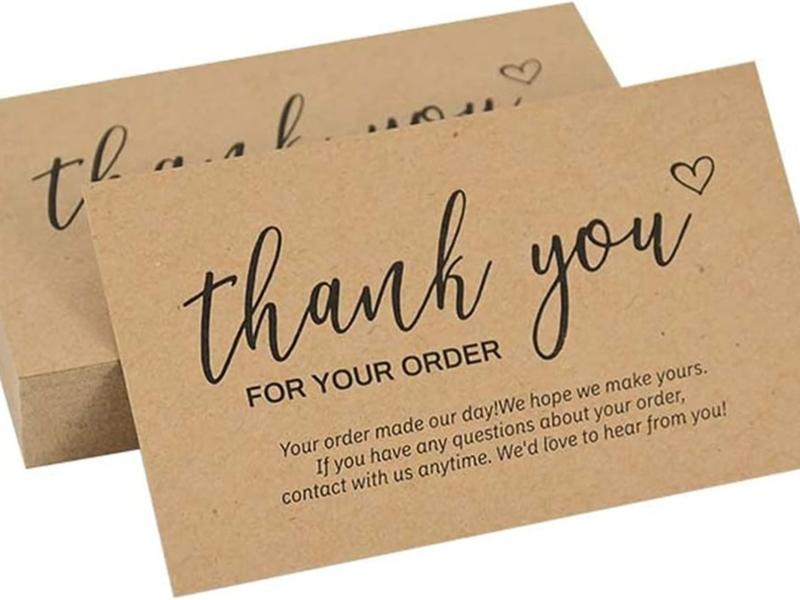 thank you
thank you
FOR YOUR ORDER
Your order made our day!We hope we make yours.
If you have any questions about your order,
contact with us anytime. We'd love to hear from you!